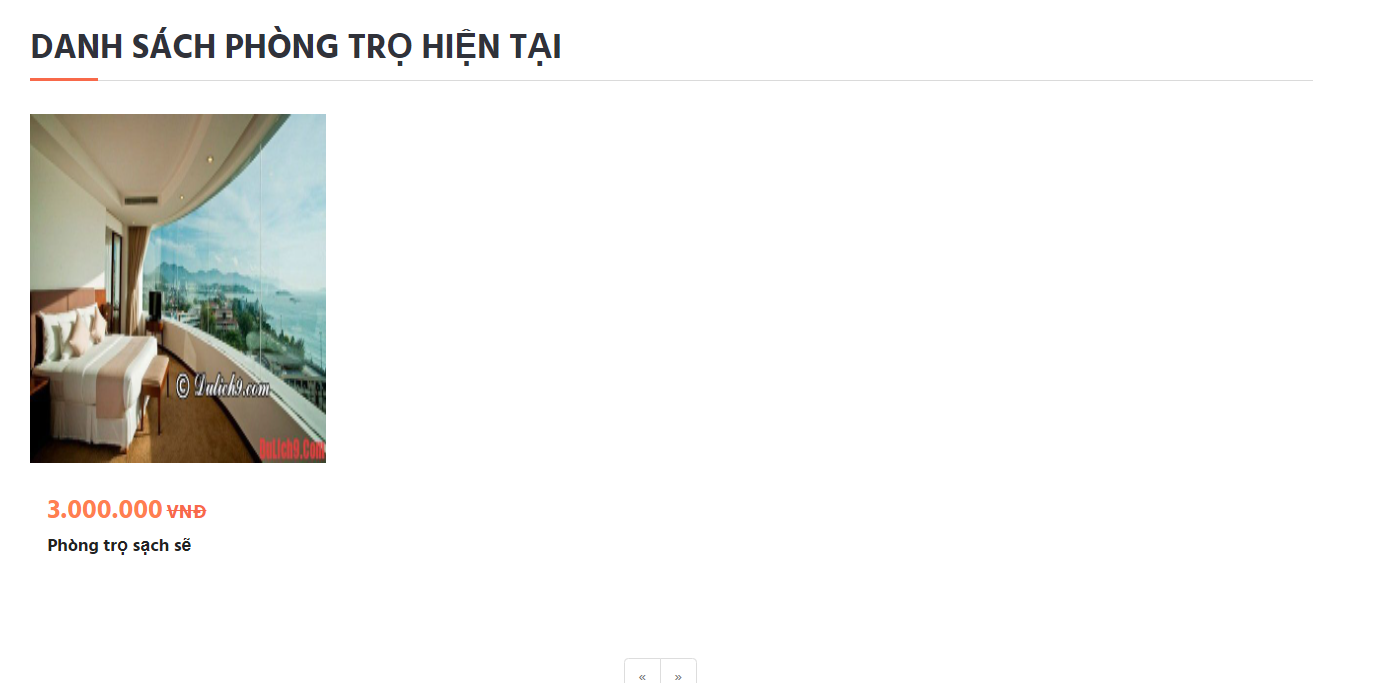 DANH SÁCH PHÒNG TRỌ HIỆN TẠI
© Dulich9.com
DuLich9.Com
3.000.000 VNĐ
Phòng trọ sạch sẽ
« »